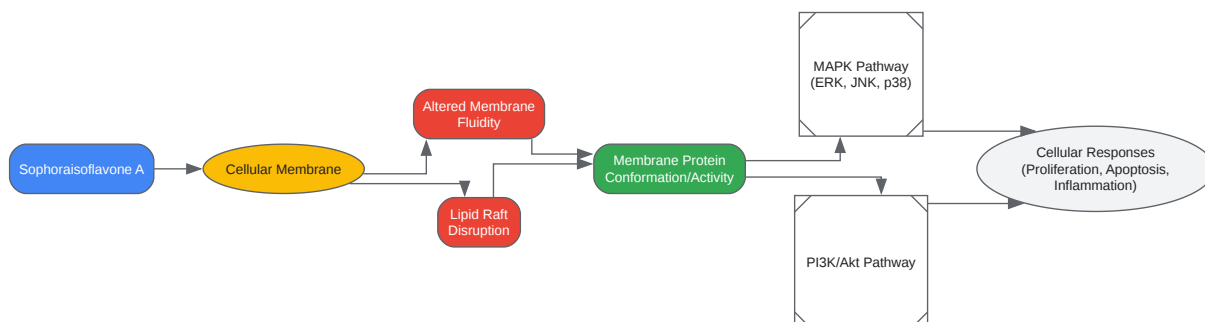 Sophoraisoflavone A
Cellular Membrane
Altered Membrane
Fluidity
Lipid Raft
Disruption
Membrane Protein
Conformation/Activity
MAPK Pathway
(ERK, JNK, p38)
PI3K/Akt Pathway
Cellular Responses
(Proliferation, Apoptosis,
Inflammation)